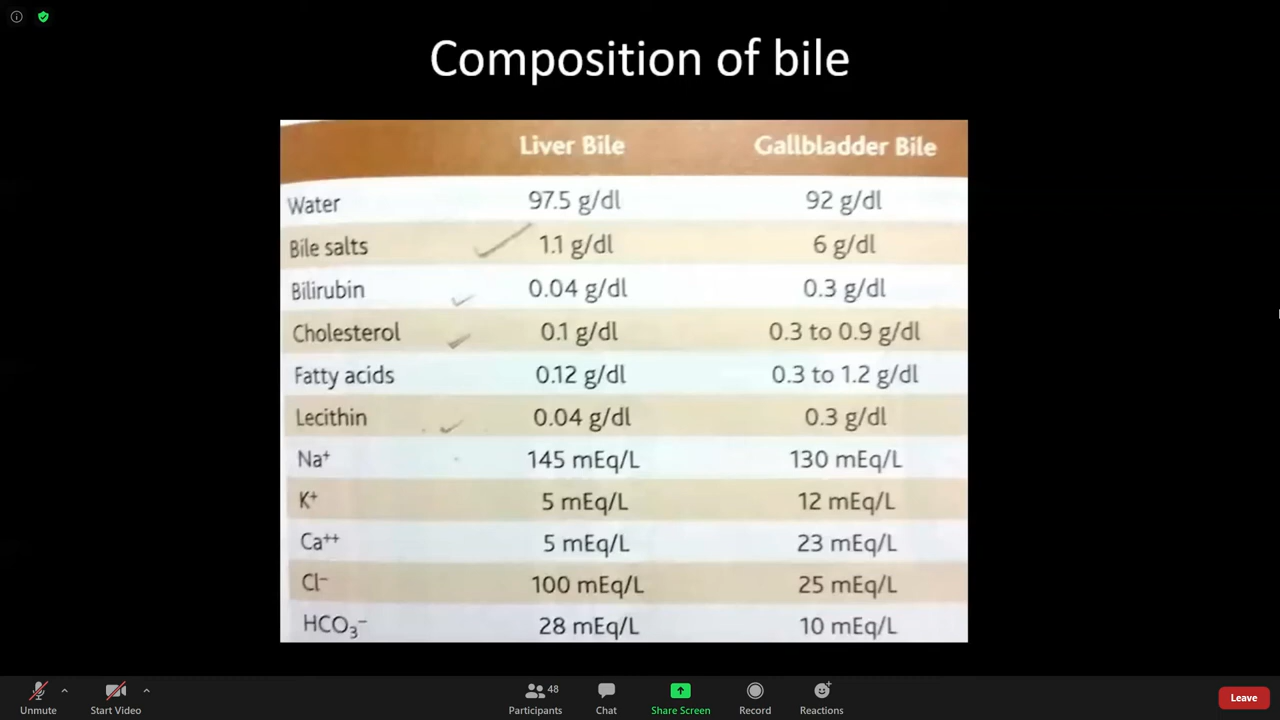 Composition of bile
Liver Bile Gallbladder Bile
Water 97.5 g/dl 92 g/dl
Bile salts 1.1 g/dl 6 g/dl
Bilirubin 0.04 g/dl 0.3 g/dl
Cholesterol 0.1 g/dl 0.3 to 0.9 g/dl
Fatty acids 0.12 g/dl 0.3 to 1.2 g/dl
Lecithin 0.04 g/dl 0.3 g/dl
Na⁺ 145 mEq/L 130 mEq/L
K⁺ 5 mEq/L 12 mEq/L
Ca⁺⁺ 5 mEq/L 23 mEq/L
Cl⁻ 100 mEq/L 25 mEq/L
HCO₃⁻ 28 mEq/L 10 mEq/L
48
Unmute Start Video Participants Chat Share Screen Record Reactions Leave